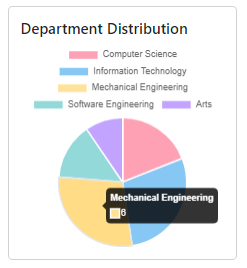 Department Distribution
Computer Science
Information Technology
Mechanical Engineering
Software Engineering Arts
Mechanical Engineering
6